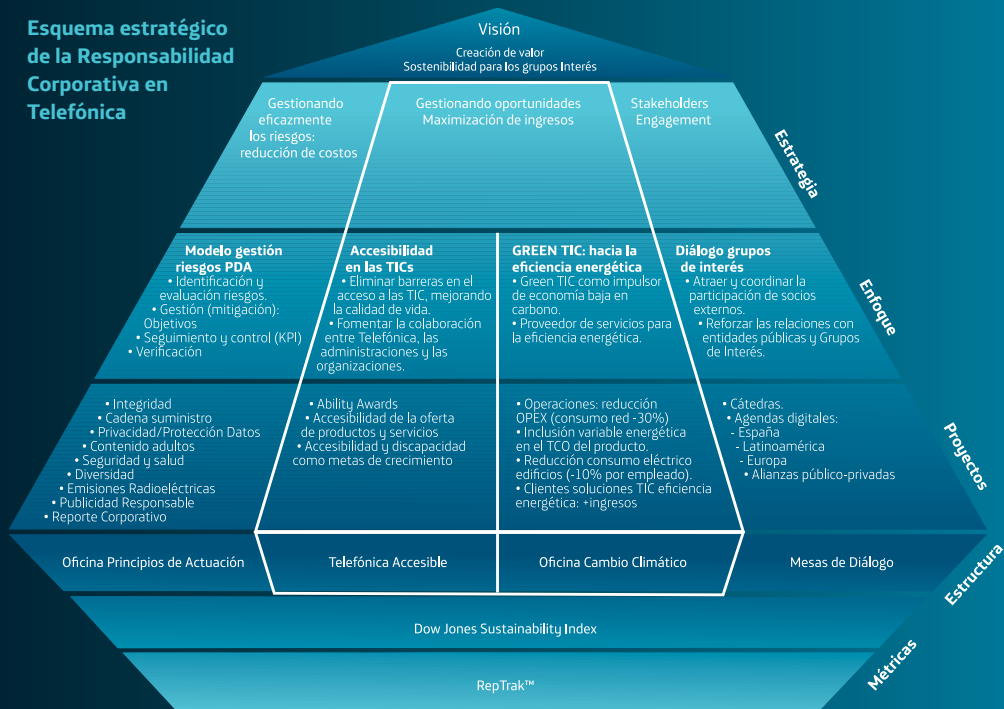 Esquema estratégico
de la Responsabilidad
Corporativa en
Telefónica
Visión
Creación de valor
Sostenibilidad para los grupos Interés
Gestionando
eficazmente
los riesgos:
reducción de costos
Gestionando oportunidades
Maximización de ingresos
Stakeholders
Engagement
Estrategia
Modelo gestión
riesgos PDA
• Identificación y
evaluación riesgos.
• Gestión (mitigación):
Objetivos
• Seguimiento y control (KPI)
• Verificación
Accesibilidad
en las TICs
• Eliminar barreras en el
acceso a las TIC, mejorando
la calidad de vida.
• Fomentar la colaboración
entre Telefónica, las
administraciones y las
organizaciones.
GREEN TIC: hacia la
eficiencia energética
• Green TIC como impulsor
de economía baja en
carbono.
• Proveedor de servicios para
la eficiencia energética.
Diálogo grupos
de interés
• Atraer y coordinar la
participación de socios
externos.
• Reforzar las relaciones con
entidades públicas y Grupos
de Interés.
Enfoque
• Integridad
• Cadena suministro
• Privacidad/Protección Datos
• Contenido adultos
• Seguridad y salud
• Diversidad
• Emisiones Radioeléctricas
• Publicidad Responsable
• Reporte Corporativo
• Ability Awards
• Accesibilidad de la oferta
de productos y servicios
• Accesibilidad y discapacidad
como metas de crecimiento
• Operaciones: reducción
OPEX (consumo red -30%)
• Inclusión variable energética
en el TCO del producto.
• Reducción consumo eléctrico
edificios (-10% por empleado).
• Clientes soluciones TIC eficiencia
energética: +ingresos
• Cátedras.
• Agendas digitales:
- España
- Latinoamérica
- Europa
• Alianzas público-privadas
Proyectos
Oficina Principios de Actuación
Telefónica Accesible
Oficina Cambio Climático
Mesas de Diálogo
Estructura
Dow Jones Sustainability Index
RepTrak™
Métricas